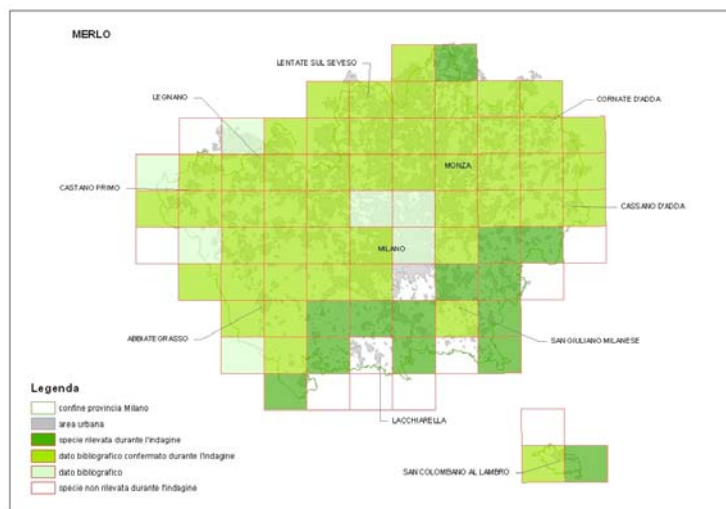 MERLO
LENTATE SUL SEVESO
LEGNANO
CORNATE D'ADDA
MONZA
CASTANO PRIMO
CASSANO D'ADDA
MILANO
ABBIATEGRASSO
SAN GIULIANO MILANESE
LACCHIARELLA
SAN COLOMBANO AL LAMBRO
Legenda
confine provincia Milano
area urbana
specie rilevata durante l'indagine
dato bibliografico confermato durante l'indagine
dato bibliografico
specie non rilevata durante l'indagine